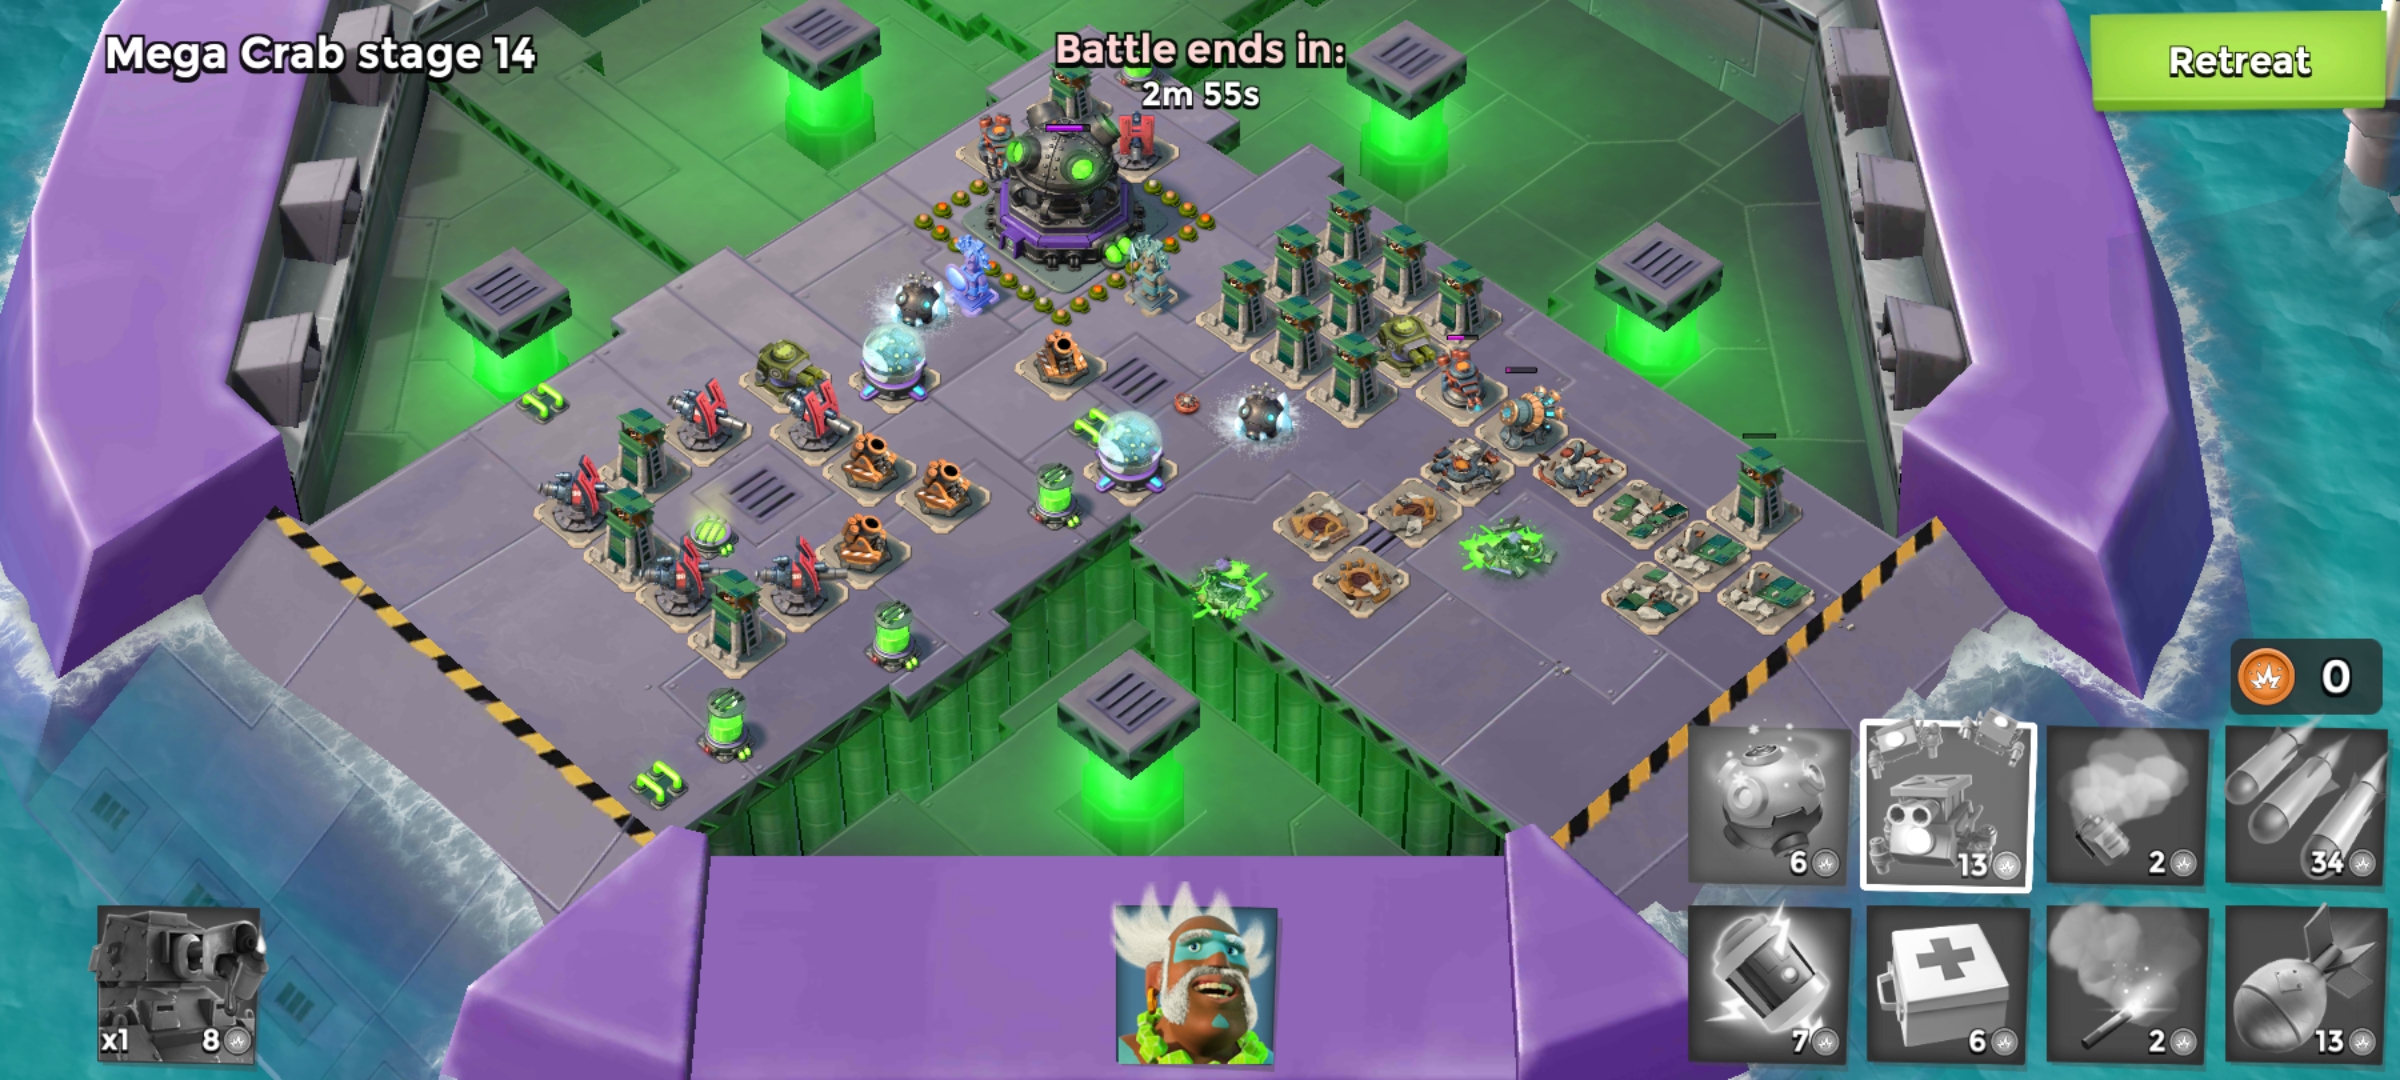 Mega Crab stage 14
Battle ends in:
2m 55s
Retreat
0
6
13
2
34
x1
8
7
6
2
13